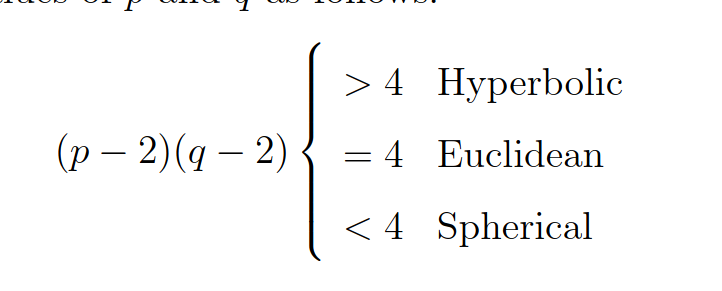 > 4 Hyperbolic
(p − 2)(q − 2) { = 4 Euclidean
< 4 Spherical